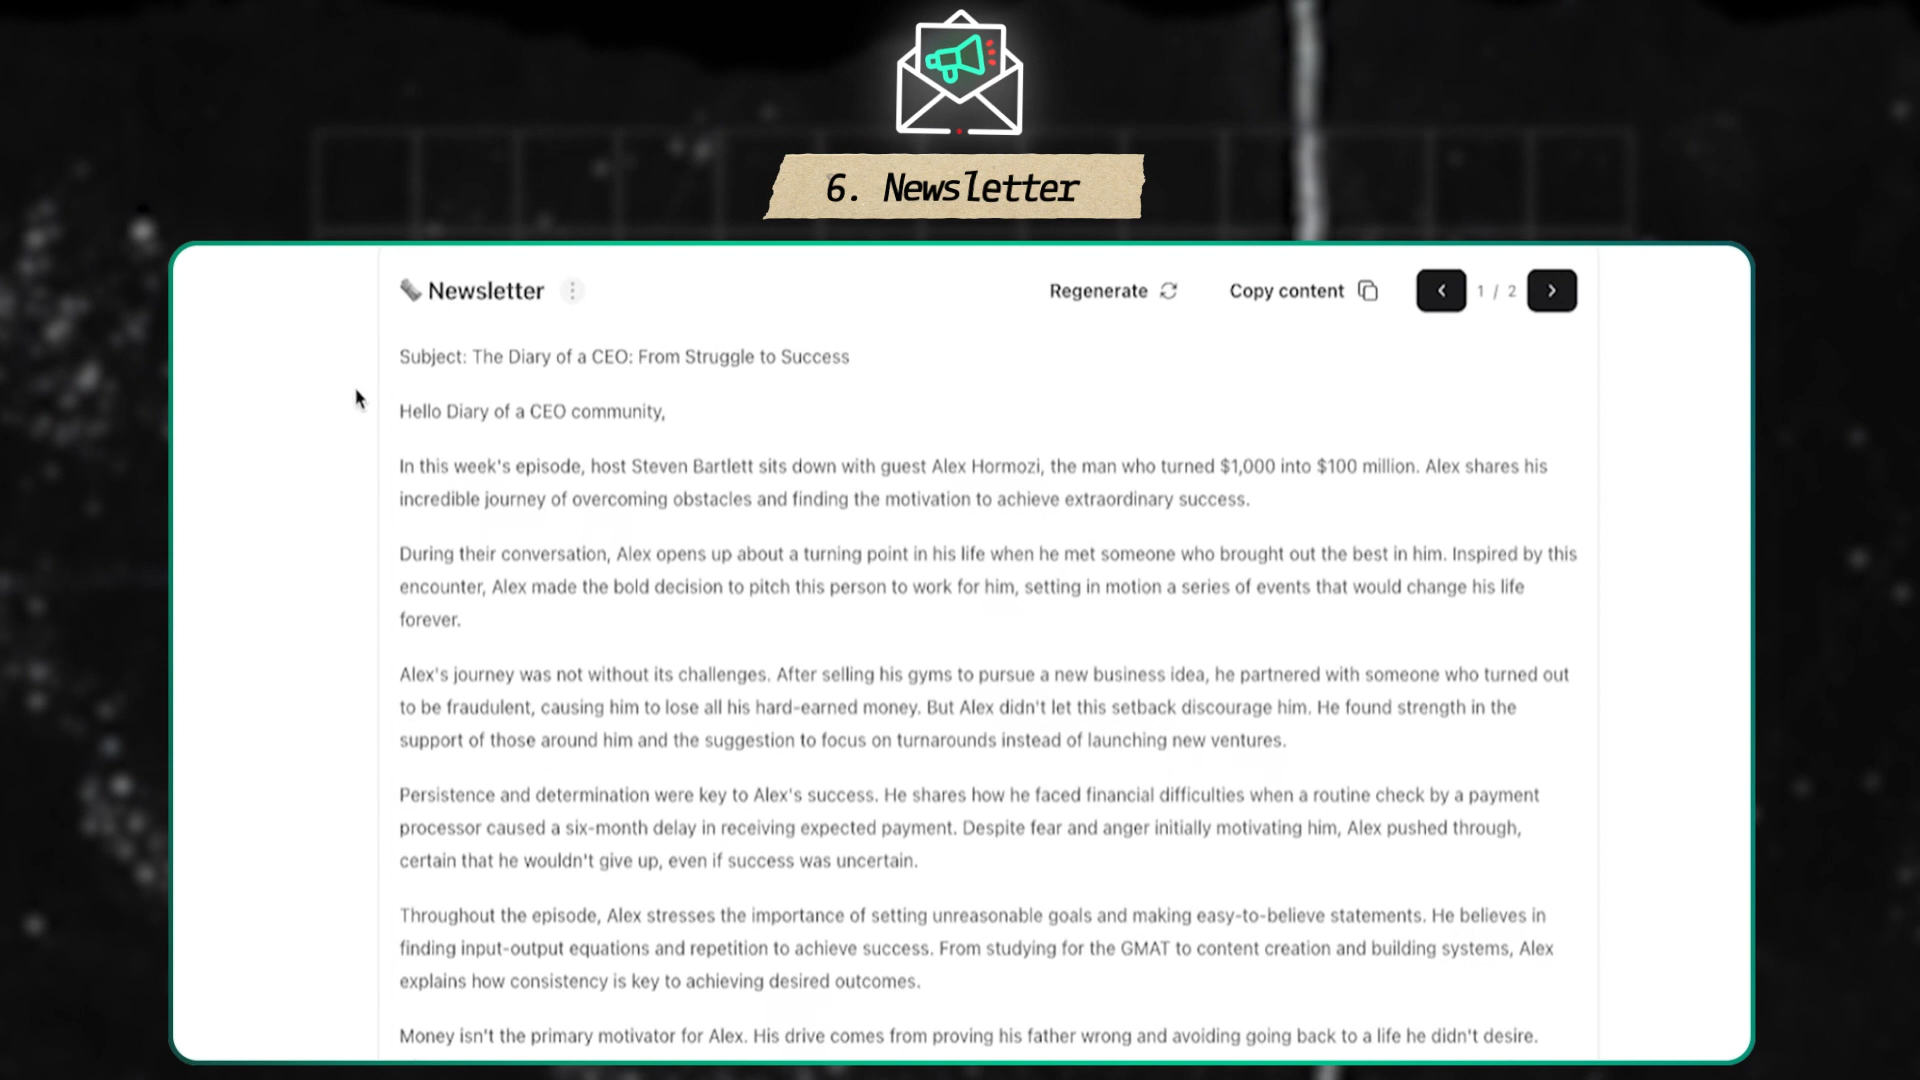 6. Newsletter
Newsletter
Regenerate
Copy content
1 / 2
Subject: The Diary of a CEO: From Struggle to Success
Hello Diary of a CEO community,
In this week's episode, host Steven Bartlett sits down with guest Alex Hormozi, the man who turned $1,000 into $100 million. Alex shares his
incredible journey of overcoming obstacles and finding the motivation to achieve extraordinary success.
During their conversation, Alex opens up about a turning point in his life when he met someone who brought out the best in him. Inspired by this
encounter, Alex made the bold decision to pitch this person to work for him, setting in motion a series of events that would change his life
forever.
Alex's journey was not without its challenges. After selling his gyms to pursue a new business idea, he partnered with someone who turned out
to be fraudulent, causing him to lose all his hard-earned money. But Alex didn't let this setback discourage him. He found strength in the
support of those around him and the suggestion to focus on turnarounds instead of launching new ventures.
Persistence and determination were key to Alex's success. He shares how he faced financial difficulties when a routine check by a payment
processor caused a six-month delay in receiving expected payment. Despite fear and anger initially motivating him, Alex pushed through,
certain that he wouldn't give up, even if success was uncertain.
Throughout the episode, Alex stresses the importance of setting unreasonable goals and making easy-to-believe statements. He believes in
finding input-output equations and repetition to achieve success. From studying for the GMAT to content creation and building systems, Alex
explains how consistency is key to achieving desired outcomes.
Money isn't the primary motivator for Alex. His drive comes from proving his father wrong and avoiding going back to a life he didn't desire.